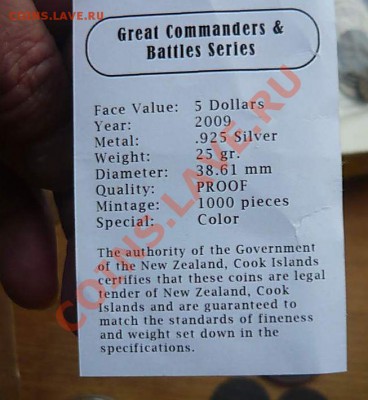 COINS.LAVE.RU
Great Commanders &
Battles Series
Face Value: 5 Dollars
Year: 2009
Metal: .925 Silver
Weight: 25 gr.
Diameter: 38.61 mm
Quality: PROOF
Mintage: 1000 pieces
Special: Color
The authority of the Government
of the New Zealand, Cook Islands
certifies that these coins are legal
tender of New Zealand, Cook
Islands and are guaranteed to
match the standards of fineness
and weight set down in the
specifications.
COINS.LAVE.RU